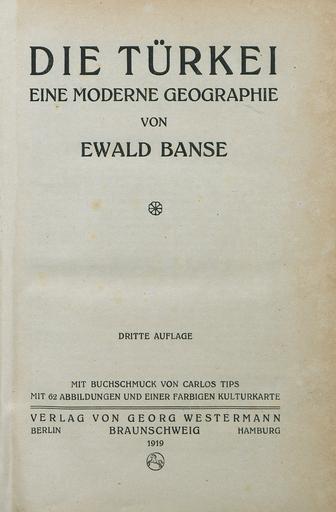 DIE TÜRKEI
EINE MODERNE GEOGRAPHIE
VON
EWALD BANSE
DRITTE AUFLAGE
MIT BUCHSCHMUCK VON CARLOS TIPS
MIT 62 ABBILDUNGEN UND EINER FARBIGEN KULTURKARTE
VERLAG VON GEORG WESTERMANN
BERLIN BRAUNSCHWEIG HAMBURG
1919